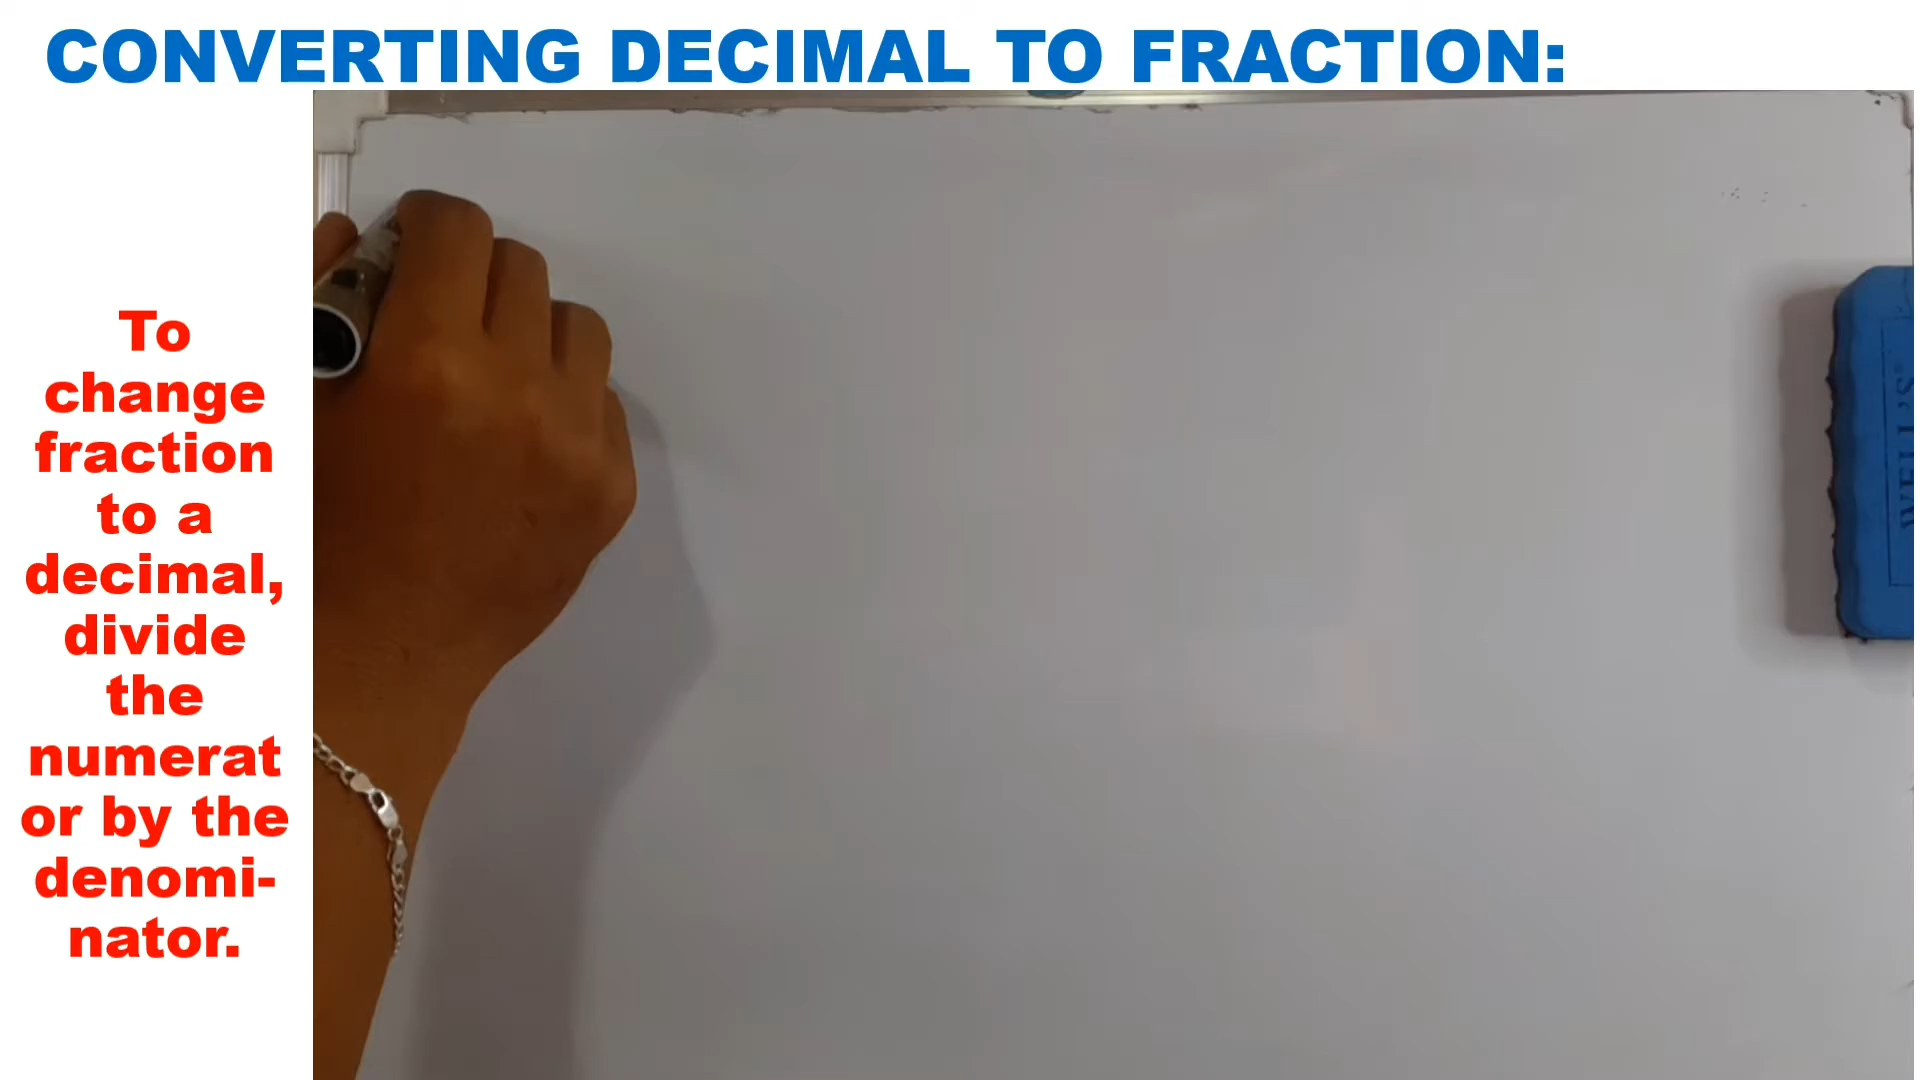 CONVERTING DECIMAL TO FRACTION:
To
change
fraction
to a
decimal,
divide
the
numerat
or by the
denomi-
nator.